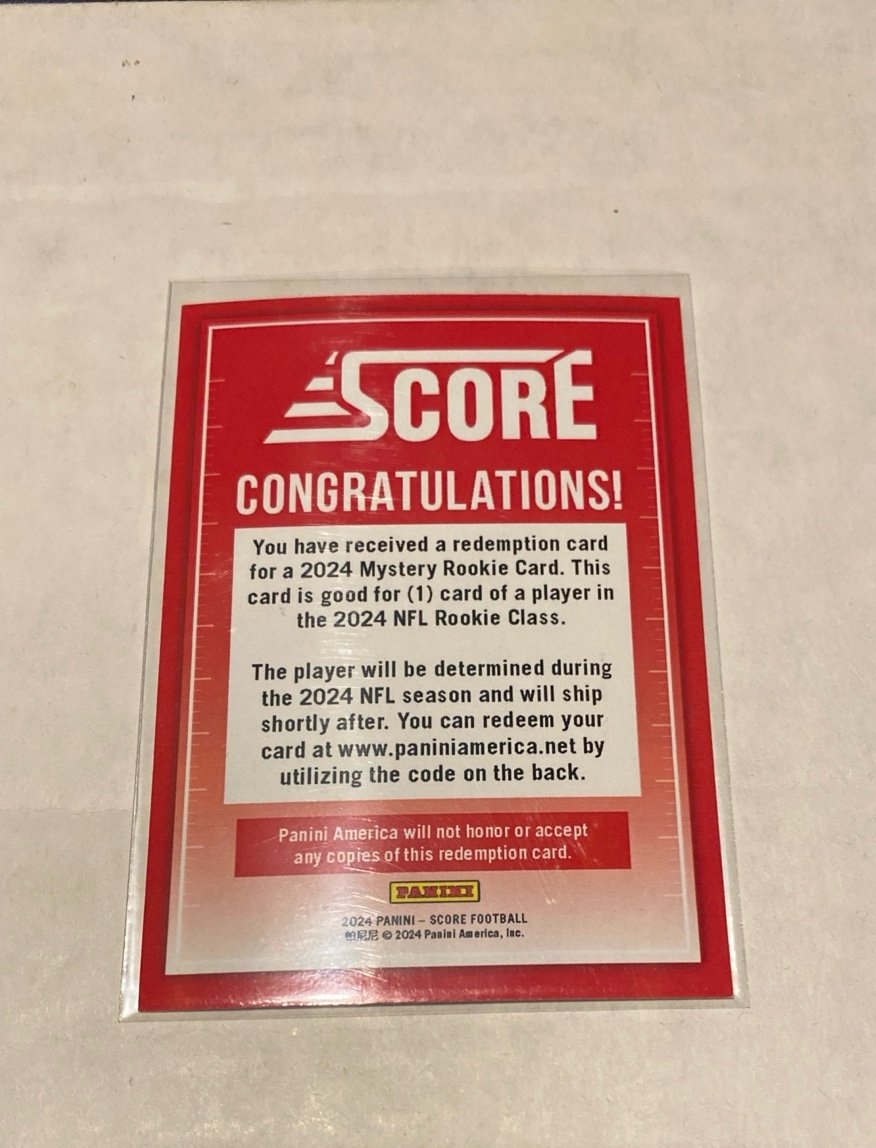 SCORE
CONGRATULATIONS!
You have received a redemption card
for a 2024 Mystery Rookie Card. This
card is good for (1) card of a player in
the 2024 NFL Rookie Class.
The player will be determined during
the 2024 NFL season and will ship
shortly after. You can redeem your
card at www.paniniamerica.net by
utilizing the code on the back.
Panini America will not honor or accept
any copies of this redemption card.
PANINI
2024 PANINI – SCORE FOOTBALL
帕尼尼 © 2024 Panini America, Inc.